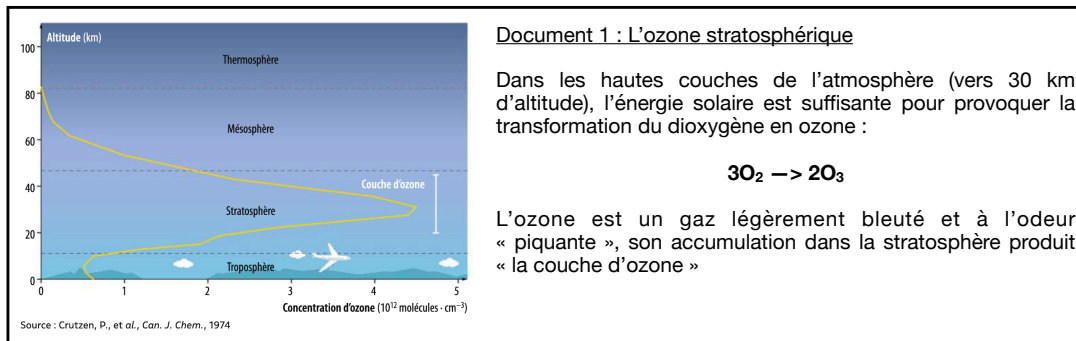 Altitude (km)
100
Thermosphère
80
Mésosphère
60
Couche d'ozone
40
Stratosphère
20
Troposphère
0
0 1 2 3 4 5
Concentration d'ozone (10¹² molécules · cm⁻³)
Source : Crutzen, P., et al., Can. J. Chem., 1974
Document 1 : L'ozone stratosphérique
Dans les hautes couches de l'atmosphère (vers 30 km
d'altitude), l'énergie solaire est suffisante pour provoquer la
transformation du dioxygène en ozone :
3O₂ —> 2O₃
L'ozone est un gaz légèrement bleuté et à l'odeur
« piquante », son accumulation dans la stratosphère produit
« la couche d'ozone »